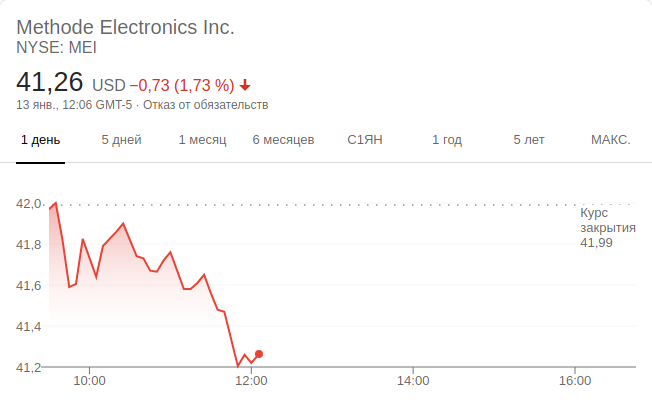 Methode Electronics Inc.
NYSE: MEI
41,26 USD −0,73 (1,73 %)
13 янв., 12:06 GMT-5 · Отказ от обязательств
1 день 5 дней 1 месяц 6 месяцев С1ЯН 1 год 5 лет МАКС.
42,0
Курс
закрытия
41,99
41,8
41,6
41,4
41,2
10:00 12:00 14:00 16:00